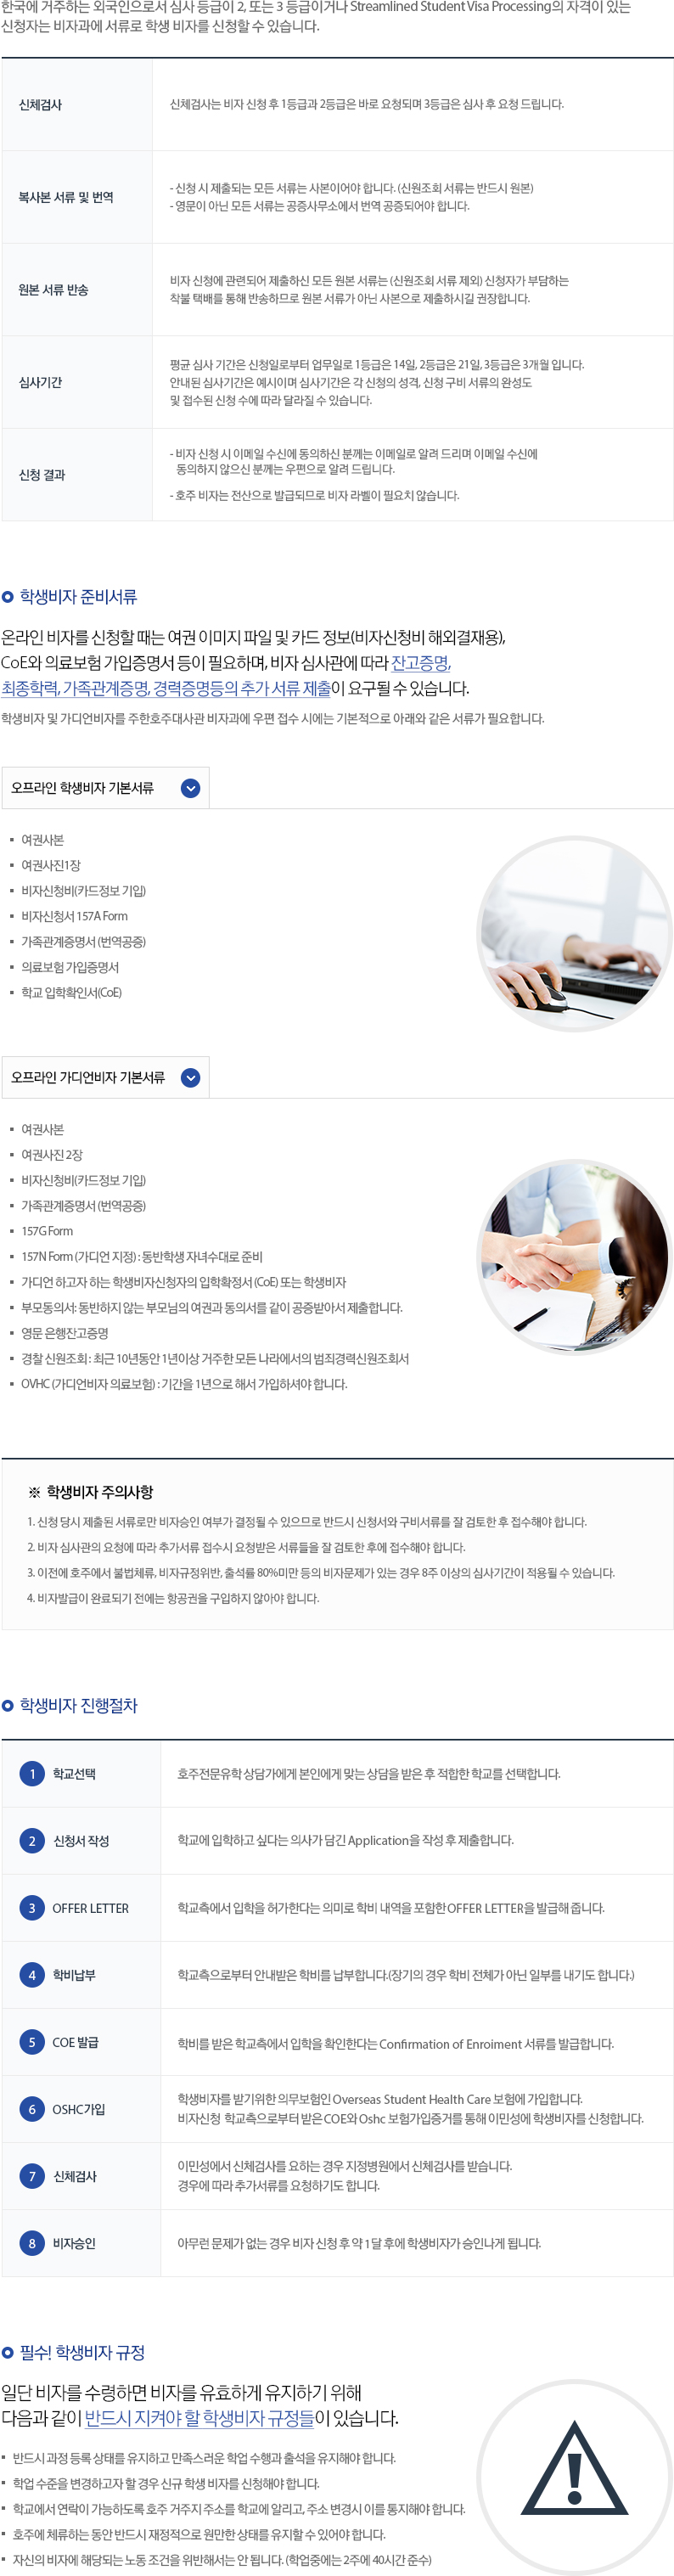 한국에 거주하는 외국인으로서 심사 등급이 2, 또는 3 등급이거나 Streamlined Student Visa Processing의 자격이 있는
신청자는 비자과에 서류로 학생 비자를 신청할 수 있습니다.
신체검사
신체검사는 비자 신청 후 1등급과 2등급은 바로 요청되며 3등급은 심사 후 요청 드립니다.
복사본 서류 및 번역
- 신청 시 제출되는 모든 서류는 사본이어야 합니다. (신원조회 서류는 반드시 원본)
- 영문이 아닌 모든 서류는 공증사무소에서 번역 공증되어야 합니다.
원본 서류 반송
비자 신청에 관련되어 제출하신 모든 원본 서류는 (신원조회 서류 제외) 신청자가 부담하는
착불 택배를 통해 반송하므로 원본 서류가 아닌 사본으로 제출하시길 권장합니다.
심사기간
평균 심사 기간은 신청일로부터 업무일로 1등급은 14일, 2등급은 21일, 3등급은 3개월 입니다.
안내된 심사기간은 예시이며 심사기간은 각 신청의 성격, 신청 구비 서류의 완성도
및 접수된 신청 수에 따라 달라질 수 있습니다.
신청 결과
- 비자 신청 시 이메일 수신에 동의하신 분께는 이메일로 알려 드리며 이메일 수신에
동의하지 않으신 분께는 우편으로 알려 드립니다.
- 호주 비자는 전산으로 발급되므로 비자 라벨이 필요치 않습니다.
학생비자 준비서류
온라인 비자를 신청할 때는 여권 이미지 파일 및 카드 정보(비자신청비 해외결재용),
CoE와 의료보험 가입증명서 등이 필요하며, 비자 심사관에 따라 잔고증명,
최종학력, 가족관계증명, 경력증명등의 추가 서류 제출이 요구될 수 있습니다.
학생비자 및 가디언비자를 주한호주대사관 비자과에 우편 접수 시에는 기본적으로 아래와 같은 서류가 필요합니다.
오프라인 학생비자 기본서류
여권사본
여권사진1장
비자신청비(카드정보 기입)
비자신청서 157A Form
가족관계증명서 (번역공증)
의료보험 가입증명서
학교 입학확인서(CoE)
오프라인 가디언비자 기본서류
여권사본
여권사진 2장
비자신청비(카드정보 기입)
가족관계증명서 (번역공증)
157G Form
157N Form (가디언 지정) : 동반학생 자녀수대로 준비
가디언 하고자 하는 학생비자신청자의 입학확정서 (CoE) 또는 학생비자
부모동의서: 동반하지 않는 부모님의 여권과 동의서를 같이 공증받아서 제출합니다.
영문 은행잔고증명
경찰 신원조회 : 최근 10년동안 1년이상 거주한 모든 나라에서의 범죄경력신원조회서
OVHC (가디언비자 의료보험) : 기간을 1년으로 해서 가입하셔야 합니다.
※ 학생비자 주의사항
1. 신청 당시 제출된 서류로만 비자승인 여부가 결정될 수 있으므로 반드시 신청서와 구비서류를 잘 검토한 후 접수해야 합니다.
2. 비자 심사관의 요청에 따라 추가서류 접수시 요청받은 서류들을 잘 검토한 후에 접수해야 합니다.
3. 이전에 호주에서 불법체류, 비자규정위반, 출석률 80%미만 등의 비자문제가 있는 경우 8주 이상의 심사기간이 적용될 수 있습니다.
4. 비자발급이 완료되기 전에는 항공권을 구입하지 않아야 합니다.
학생비자 진행절차
1 학교선택
호주전문유학 상담가에게 본인에게 맞는 상담을 받은 후 적합한 학교를 선택합니다.
2 신청서 작성
학교에 입학하고 싶다는 의사가 담긴 Application을 작성 후 제출합니다.
3 OFFER LETTER
학교측에서 입학을 허가한다는 의미로 학비 내역을 포함한 OFFER LETTER을 발급해 줍니다.
4 학비납부
학교측으로부터 안내받은 학비를 납부합니다.(장기의 경우 학비 전체가 아닌 일부를 내기도 합니다.)
5 COE 발급
학비를 받은 학교측에서 입학을 확인한다는 Confirmation of Enroiment 서류를 발급합니다.
6 OSHC가입
학생비자를 받기위한 의무보험인 Overseas Student Health Care 보험에 가입합니다.
비자신청 학교측으로부터 받은 COE와 Oshc 보험가입증거를 통해 이민성에 학생비자를 신청합니다.
7 신체검사
이민성에서 신체검사를 요하는 경우 지정병원에서 신체검사를 받습니다.
경우에 따라 추가서류를 요청하기도 합니다.
8 비자승인
아무런 문제가 없는 경우 비자 신청 후 약 1달 후에 학생비자가 승인나게 됩니다.
필수! 학생비자 규정
일단 비자를 수령하면 비자를 유효하게 유지하기 위해
다음과 같이 반드시 지켜야 할 학생비자 규정들이 있습니다.
반드시 과정 등록 상태를 유지하고 만족스러운 학업 수행과 출석을 유지해야 합니다.
학업 수준을 변경하고자 할 경우 신규 학생 비자를 신청해야 합니다.
학교에서 연락이 가능하도록 호주 거주지 주소를 학교에 알리고, 주소 변경시 이를 통지해야 합니다.
호주에 체류하는 동안 반드시 재정적으로 원만한 상태를 유지할 수 있어야 합니다.
자신의 비자에 해당되는 노동 조건을 위반해서는 안 됩니다. (학업중에는 2주에 40시간 준수)